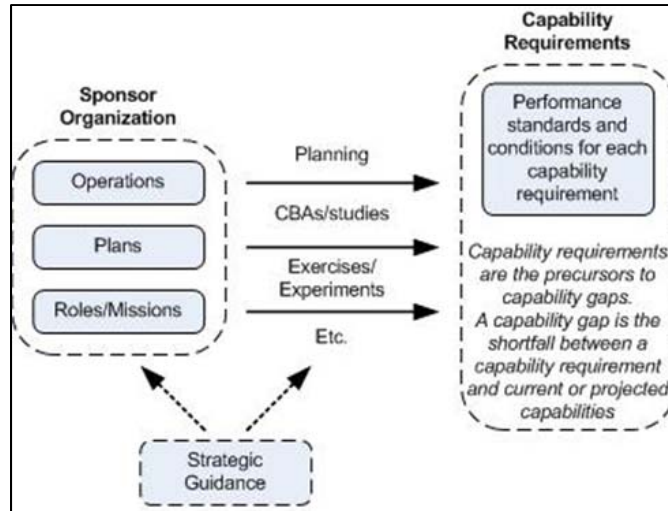 Sponsor
Organization
Operations
Plans
Roles/Missions
Planning
CBAs/studies
Exercises/
Experiments
Etc.
Strategic
Guidance
Capability
Requirements
Performance
standards and
conditions for each
capability
requirement
Capability requirements
are the precursors to
capability gaps.
A capability gap is the
shortfall between a
capability requirement
and current or projected
capabilities